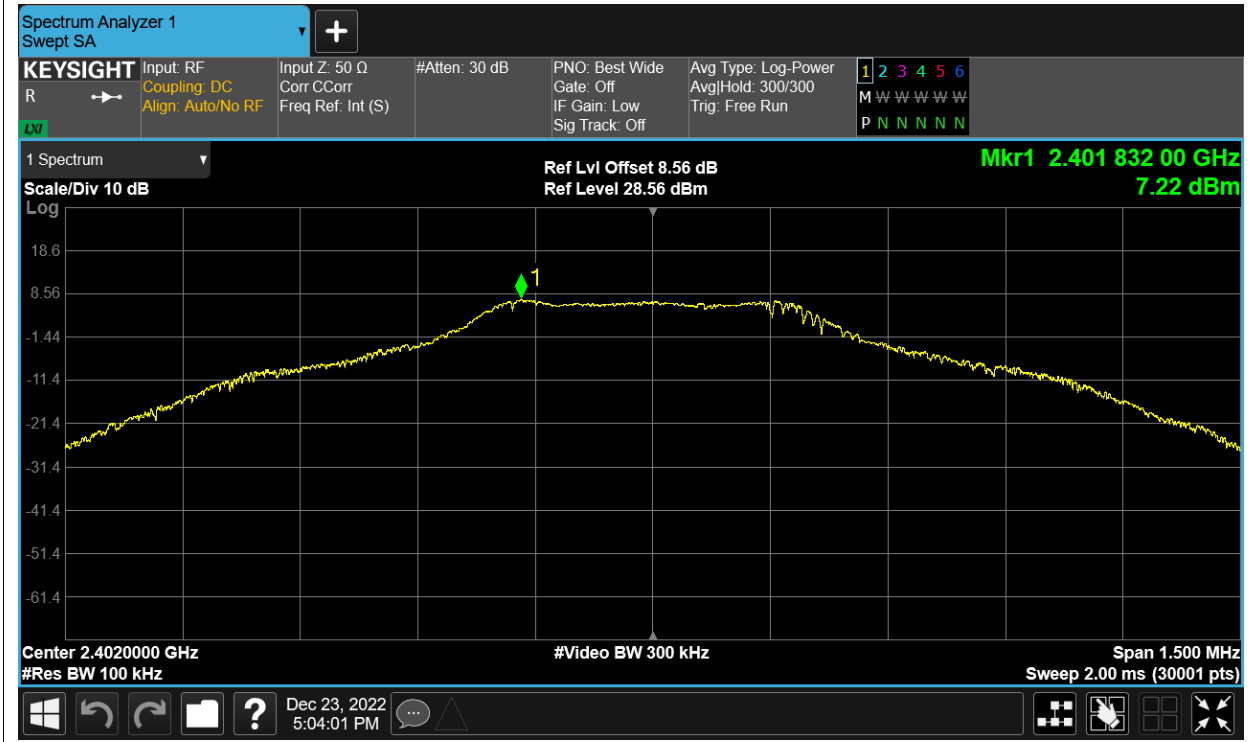 Spectrum Analyzer 1
Swept SA
KEYSIGHT
R
LXI
Input: RF
Coupling: DC
Align: Auto/No RF
Input Z: 50 Ω
Corr CCorr
Freq Ref: Int (S)
#Atten: 30 dB
PNO: Best Wide
Gate: Off
IF Gain: Low
Sig Track: Off
Avg Type: Log-Power
Avg|Hold: 300/300
Trig: Free Run
1 2 3 4 5 6
M W W W W W
P N N N N N
1 Spectrum
Scale/Div 10 dB
Ref Lvl Offset 8.56 dB
Ref Level 28.56 dBm
Mkr1 2.401 832 00 GHz
7.22 dBm
Log
18.6
8.56
-1.44
-11.4
-21.4
-31.4
-41.4
-51.4
-61.4
1
Center 2.4020000 GHz
#Res BW 100 kHz
#Video BW 300 kHz
Span 1.500 MHz
Sweep 2.00 ms (30001 pts)
?
Dec 23, 2022
5:04:01 PM